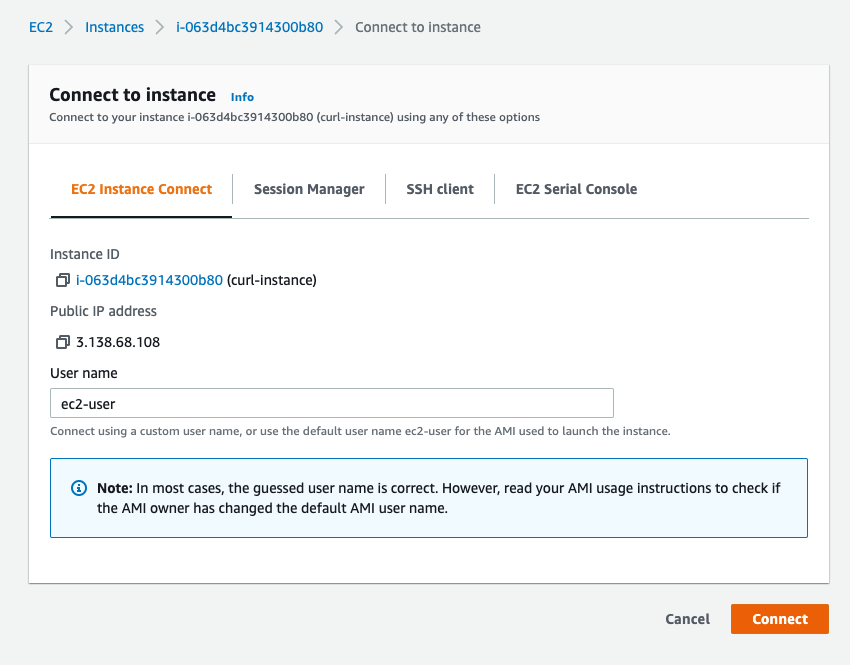 EC2 > Instances > i-063d4bc3914300b80 > Connect to instance
Connect to instance Info
Connect to your instance i-063d4bc3914300b80 (curl-instance) using any of these options
EC2 Instance Connect Session Manager SSH client EC2 Serial Console
Instance ID
i-063d4bc3914300b80 (curl-instance)
Public IP address
3.138.68.108
User name
ec2-user
Connect using a custom user name, or use the default user name ec2-user for the AMI used to launch the instance.
Note: In most cases, the guessed user name is correct. However, read your AMI usage instructions to check if
the AMI owner has changed the default AMI user name.
Cancel Connect